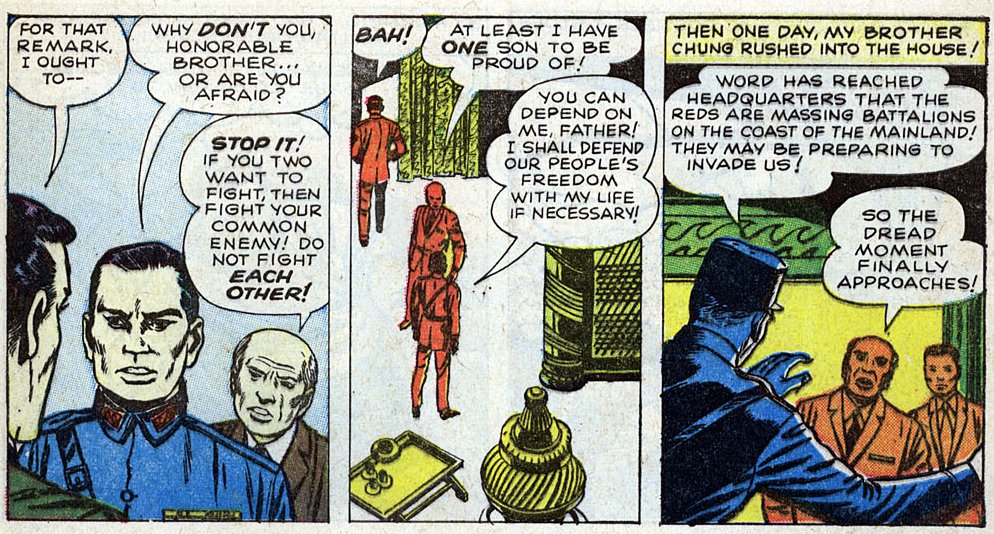 FOR THAT
REMARK,
I OUGHT
TO--
WHY DON'T YOU,
HONORABLE
BROTHER...
OR ARE YOU
AFRAID?
STOP IT!
IF YOU TWO
WANT TO
FIGHT, THEN
FIGHT YOUR
COMMON
ENEMY! DO
NOT FIGHT
EACH
OTHER!
BAH!
AT LEAST I HAVE
ONE SON TO BE
PROUD OF!
YOU CAN
DEPEND ON
ME, FATHER!
I SHALL DEFEND
OUR PEOPLE'S
FREEDOM
WITH MY LIFE
IF NECESSARY!
THEN ONE DAY, MY BROTHER
CHUNG RUSHED INTO THE HOUSE!
WORD HAS REACHED
HEADQUARTERS THAT THE
REDS ARE MASSING BATTALIONS
ON THE COAST OF THE MAINLAND!
THEY MAY BE PREPARING TO
INVADE US!
SO THE
DREAD
MOMENT
FINALLY
APPROACHES!